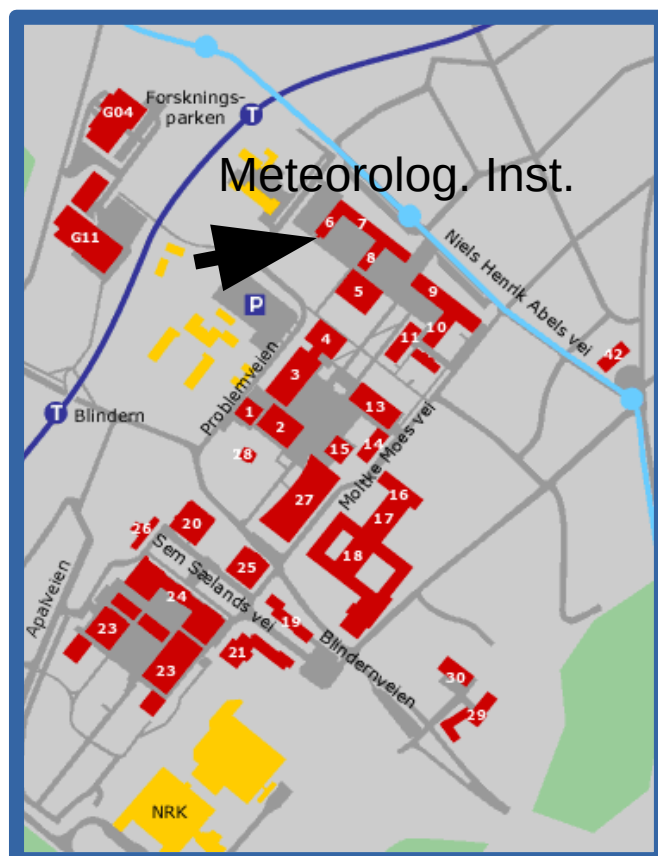 G04
Forsknings-
parken
T
Meteorolog. Inst.
G11
6
7
8
5
9
10
11
P
4
3
42
Niels Henrik Abels vei
T
Blindern
Problemveien
1
2
13
14
15
28
Moltke Moes vei
27
16
17
18
26
20
25
Sem Sælands vei
24
Apalveien
23
23
19
21
Blindernveien
30
29
NRK